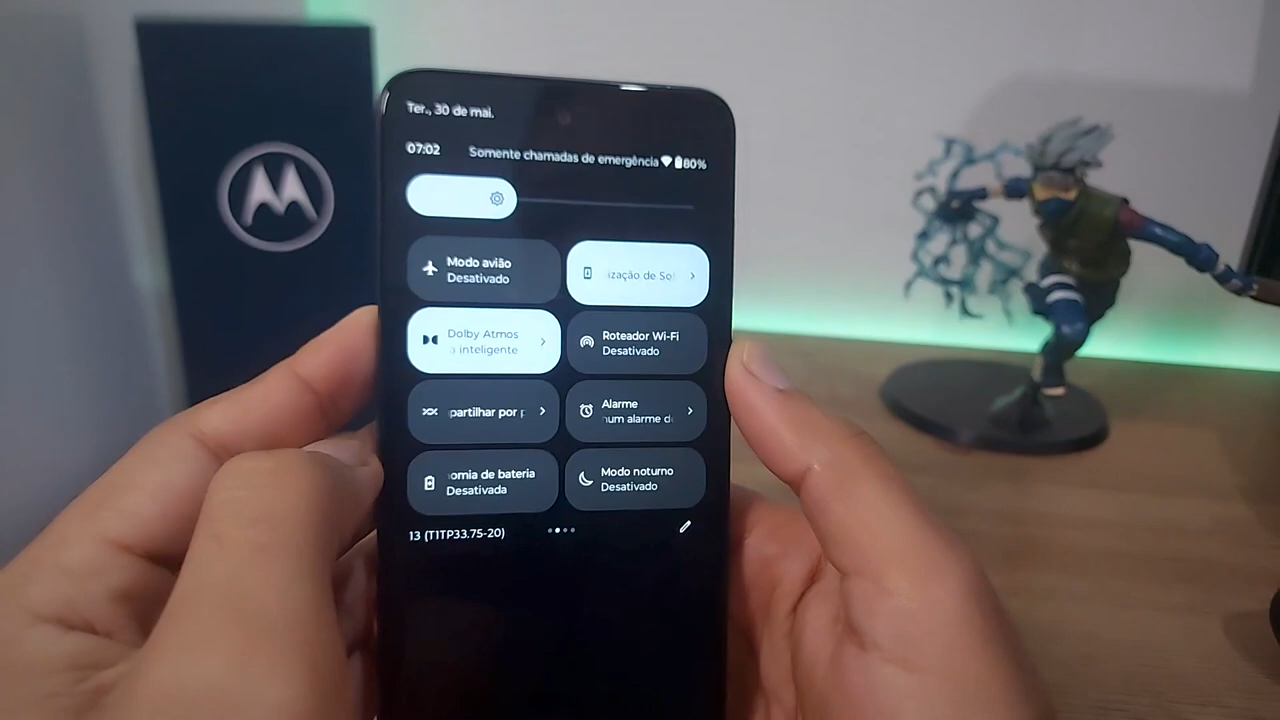 Ter., 30 de mai.
07:02 Somente chamadas de emergência 80%
Modo avião
Desativado
ização de So
Dolby Atmos
inteligente
Roteador Wi-Fi
Desativado
partilhar por p
Alarme
um alarme d
omia de bateria
Desativada
Modo noturno
Desativado
13 (T1TP33.75-20)